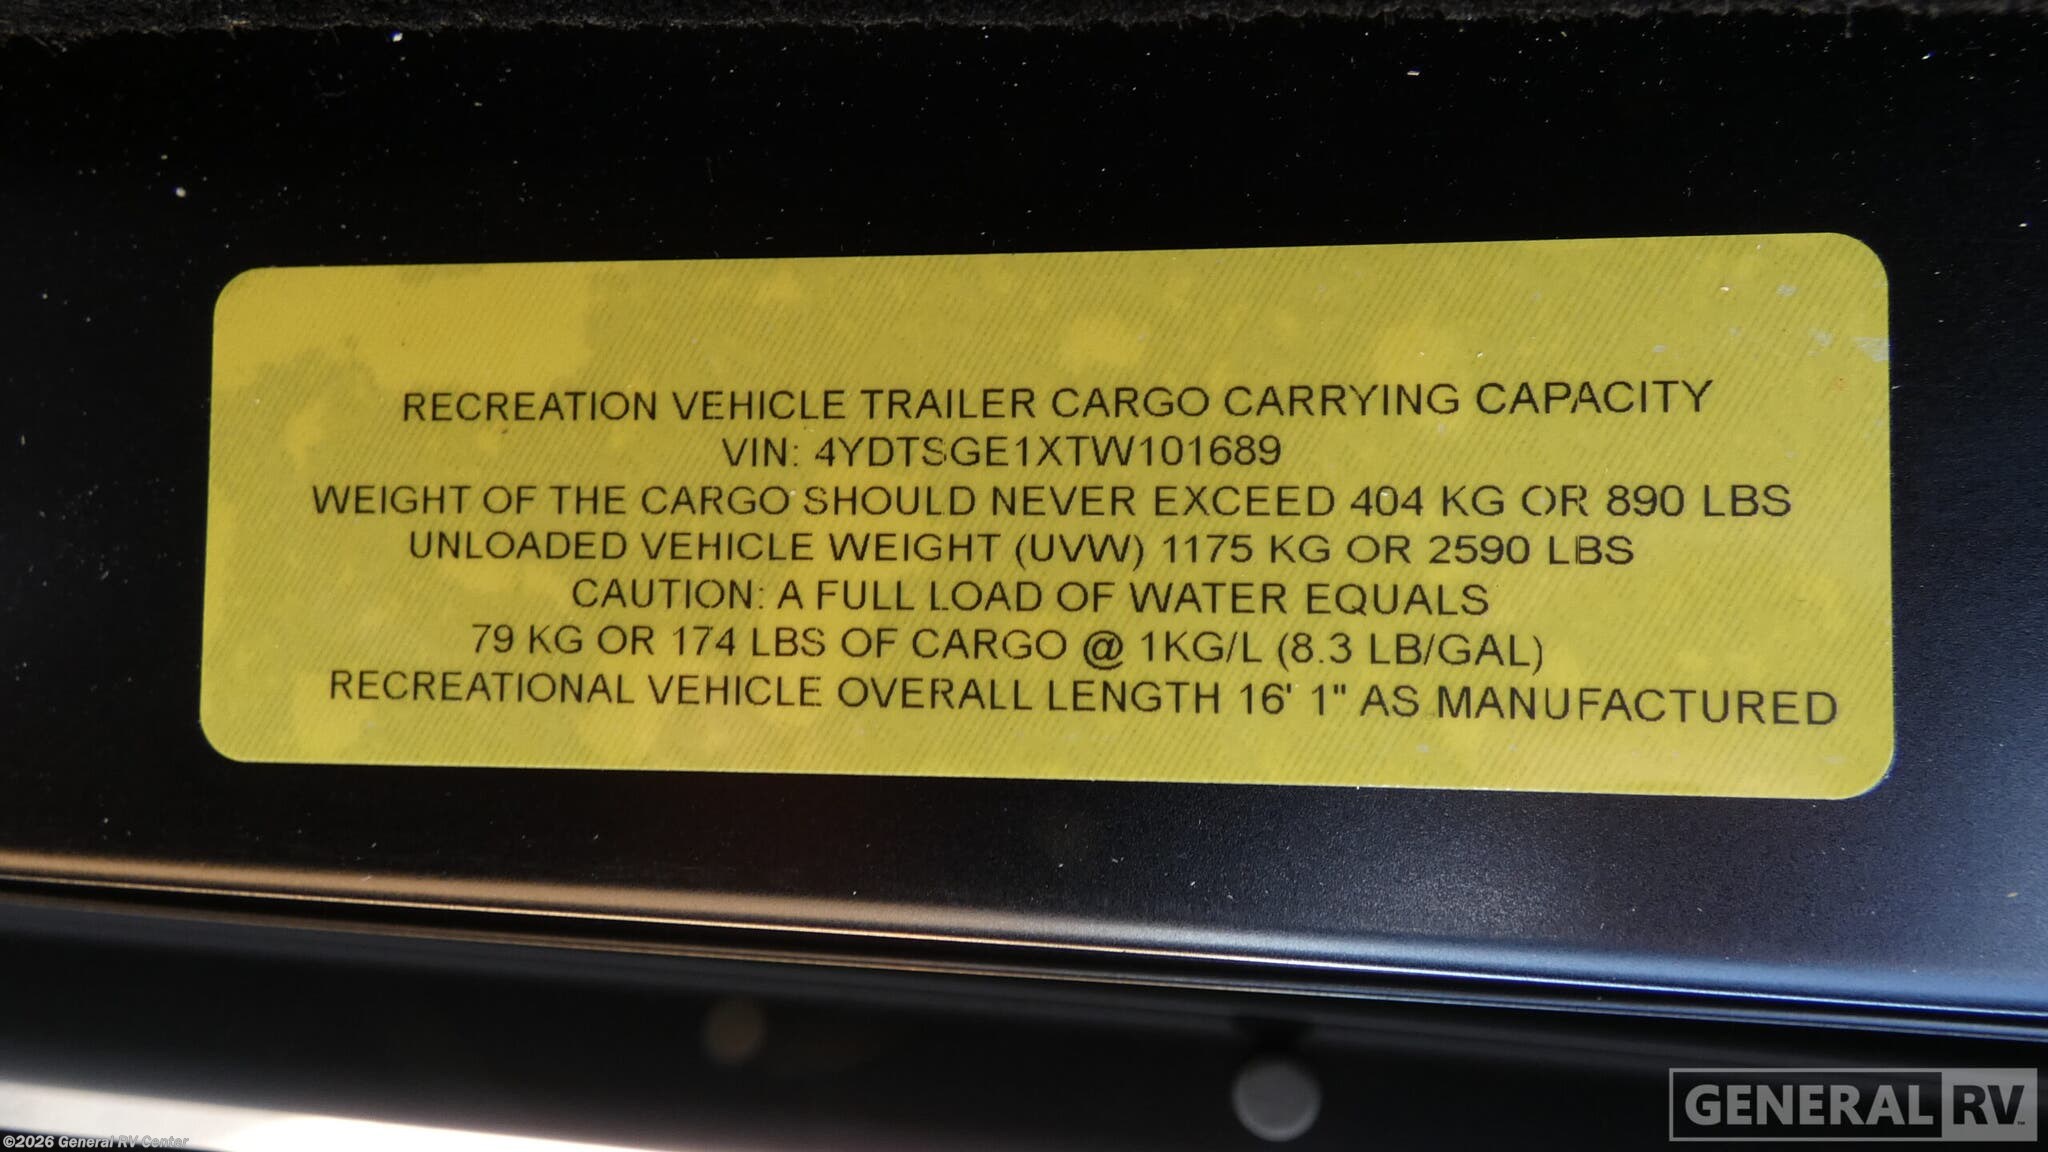 RECREATION VEHICLE TRAILER CARGO CARRYING CAPACITY
VIN: 4YDTSGE1XTW101689
WEIGHT OF THE CARGO SHOULD NEVER EXCEED 404 KG OR 890 LBS
UNLOADED VEHICLE WEIGHT (UVW) 1175 KG OR 2590 LBS
CAUTION: A FULL LOAD OF WATER EQUALS
79 KG OR 174 LBS OF CARGO @ 1KG/L (8.3 LB/GAL)
RECREATIONAL VEHICLE OVERALL LENGTH 16' 1" AS MANUFACTURED
GENERAL RV™
©2026 General RV Center